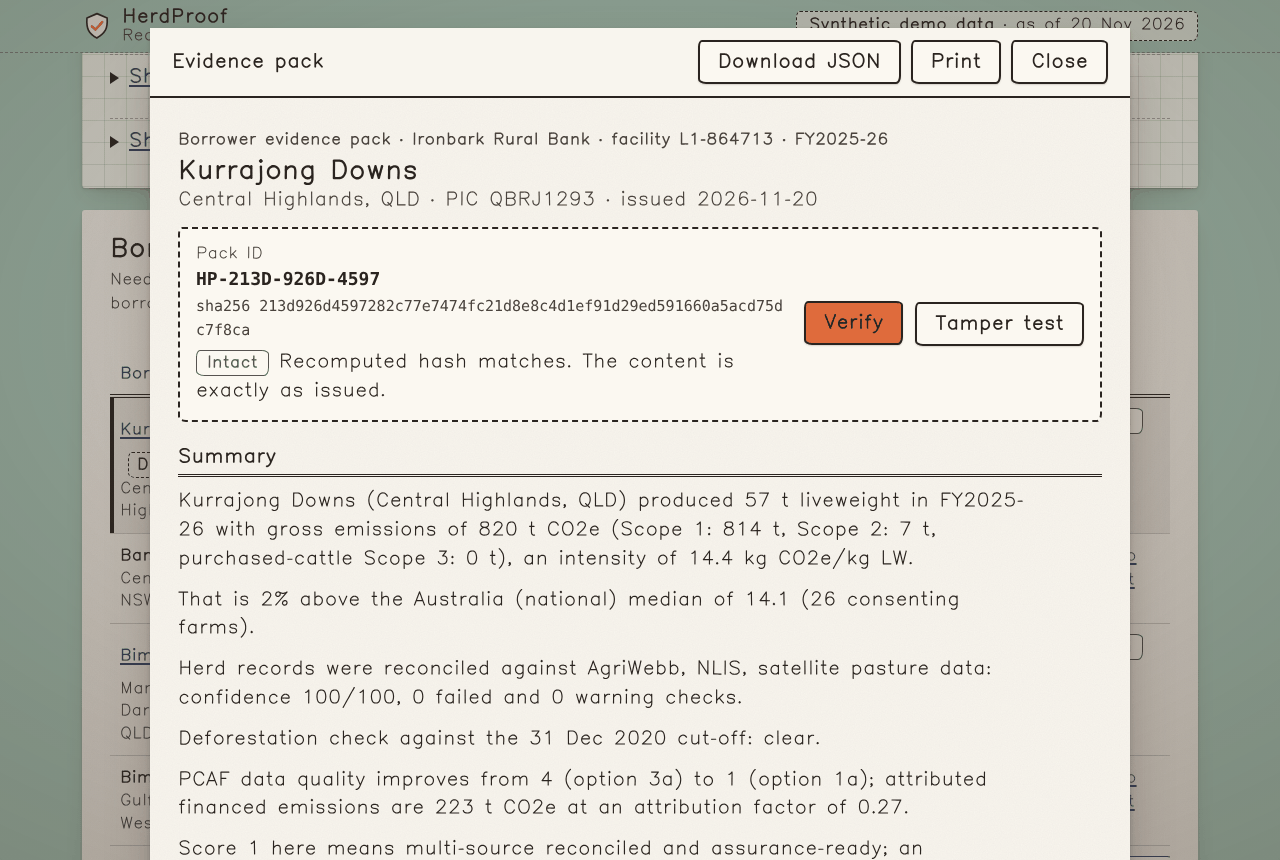 HerdProof
Synthetic demo data · as of 20 Nov 2026
Evidence pack
Download JSON
Print
Close
Borrower evidence pack · Ironbark Rural Bank · facility L1-864713 · FY2025-26
Kurrajong Downs
Central Highlands, QLD · PIC QBRJ1293 · issued 2026-11-20
Pack ID
HP-213D-926D-4597
sha256 213d926d4597282c77e7474fc21d8e8c4d1ef91d29ed591660a5acd75d
c7f8ca
Verify
Tamper test
Intact Recomputed hash matches. The content is
exactly as issued.
Summary
Kurrajong Downs (Central Highlands, QLD) produced 57 t liveweight in FY2025-
26 with gross emissions of 820 t CO2e (Scope 1: 814 t, Scope 2: 7 t,
purchased-cattle Scope 3: 0 t), an intensity of 14.4 kg CO2e/kg LW.
That is 2% above the Australia (national) median of 14.1 (26 consenting
farms).
Herd records were reconciled against AgriWebb, NLIS, satellite pasture data:
confidence 100/100, 0 failed and 0 warning checks.
Deforestation check against the 31 Dec 2020 cut-off: clear.
PCAF data quality improves from 4 (option 3a) to 1 (option 1a); attributed
financed emissions are 223 t CO2e at an attribution factor of 0.27.
Score 1 here means multi-source reconciled and assurance-ready; an
Need
QLD